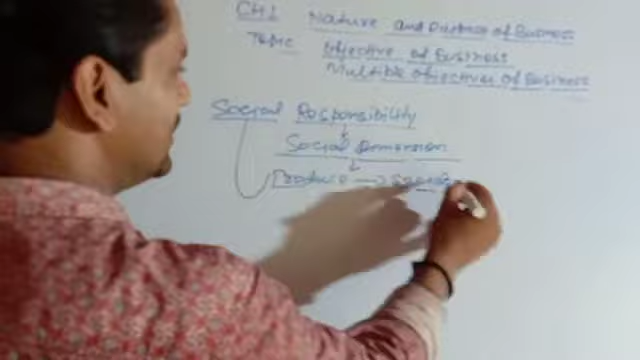 CH1 Nature and Purpose of Business
Topic Objective of Business
Multiple Objectives of Business
Social Responsibility
↓
Social Dimension
↓
Produce →